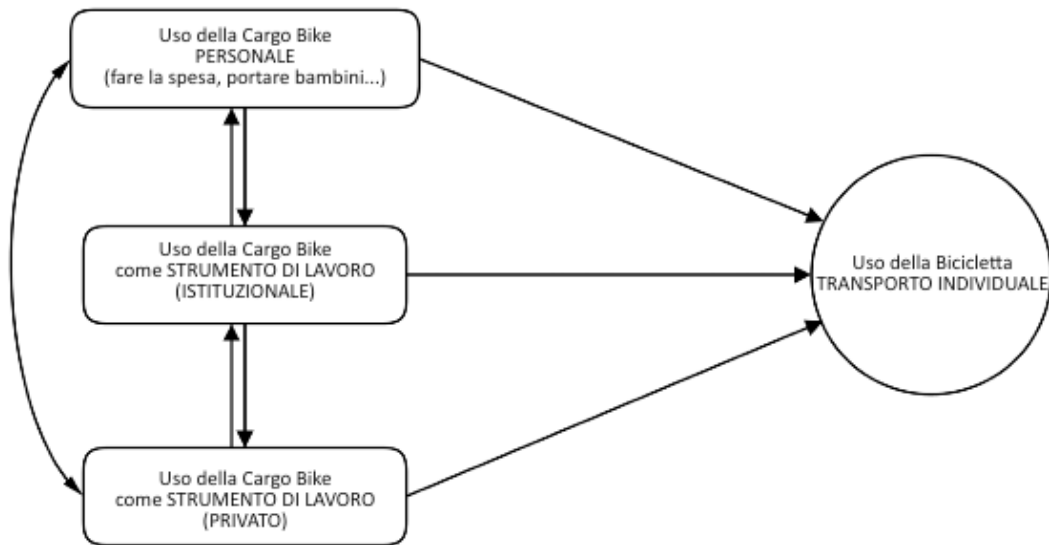 Uso della Cargo Bike
PERSONALE
(fare la spesa, portare bambini...)
Uso della Cargo Bike
come STRUMENTO DI LAVORO
(ISTITUZIONALE)
Uso della Bicicletta
TRANSPORTO INDIVIDUALE
Uso della Cargo Bike
come STRUMENTO DI LAVORO
(PRIVATO)